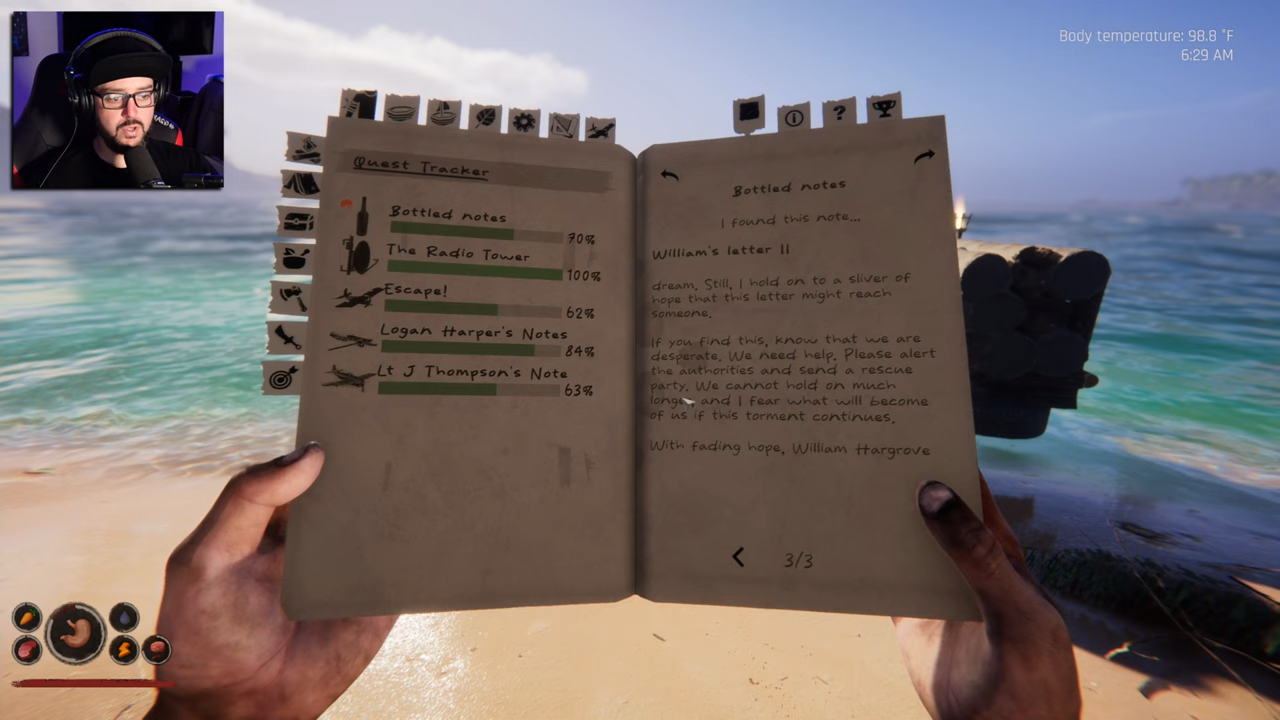 Body temperature: 98.8 °F
6:29 AM
Quest Tracker
Bottled notes
70%
The Radio Tower
100%
Escape!
62%
Logan Harper's Notes
84%
Lt J Thompson's Note
63%
Bottled notes
I found this note...
William's letter II
dream. Still, I hold on to a sliver of
hope that this letter might reach
someone.
If you find this, know that we are
desperate. We need help. Please alert
the authorities and send a rescue
party. We cannot hold on much
longer, and I fear what will become
of us if this torment continues.
With fading hope, William Hargrove
3/3